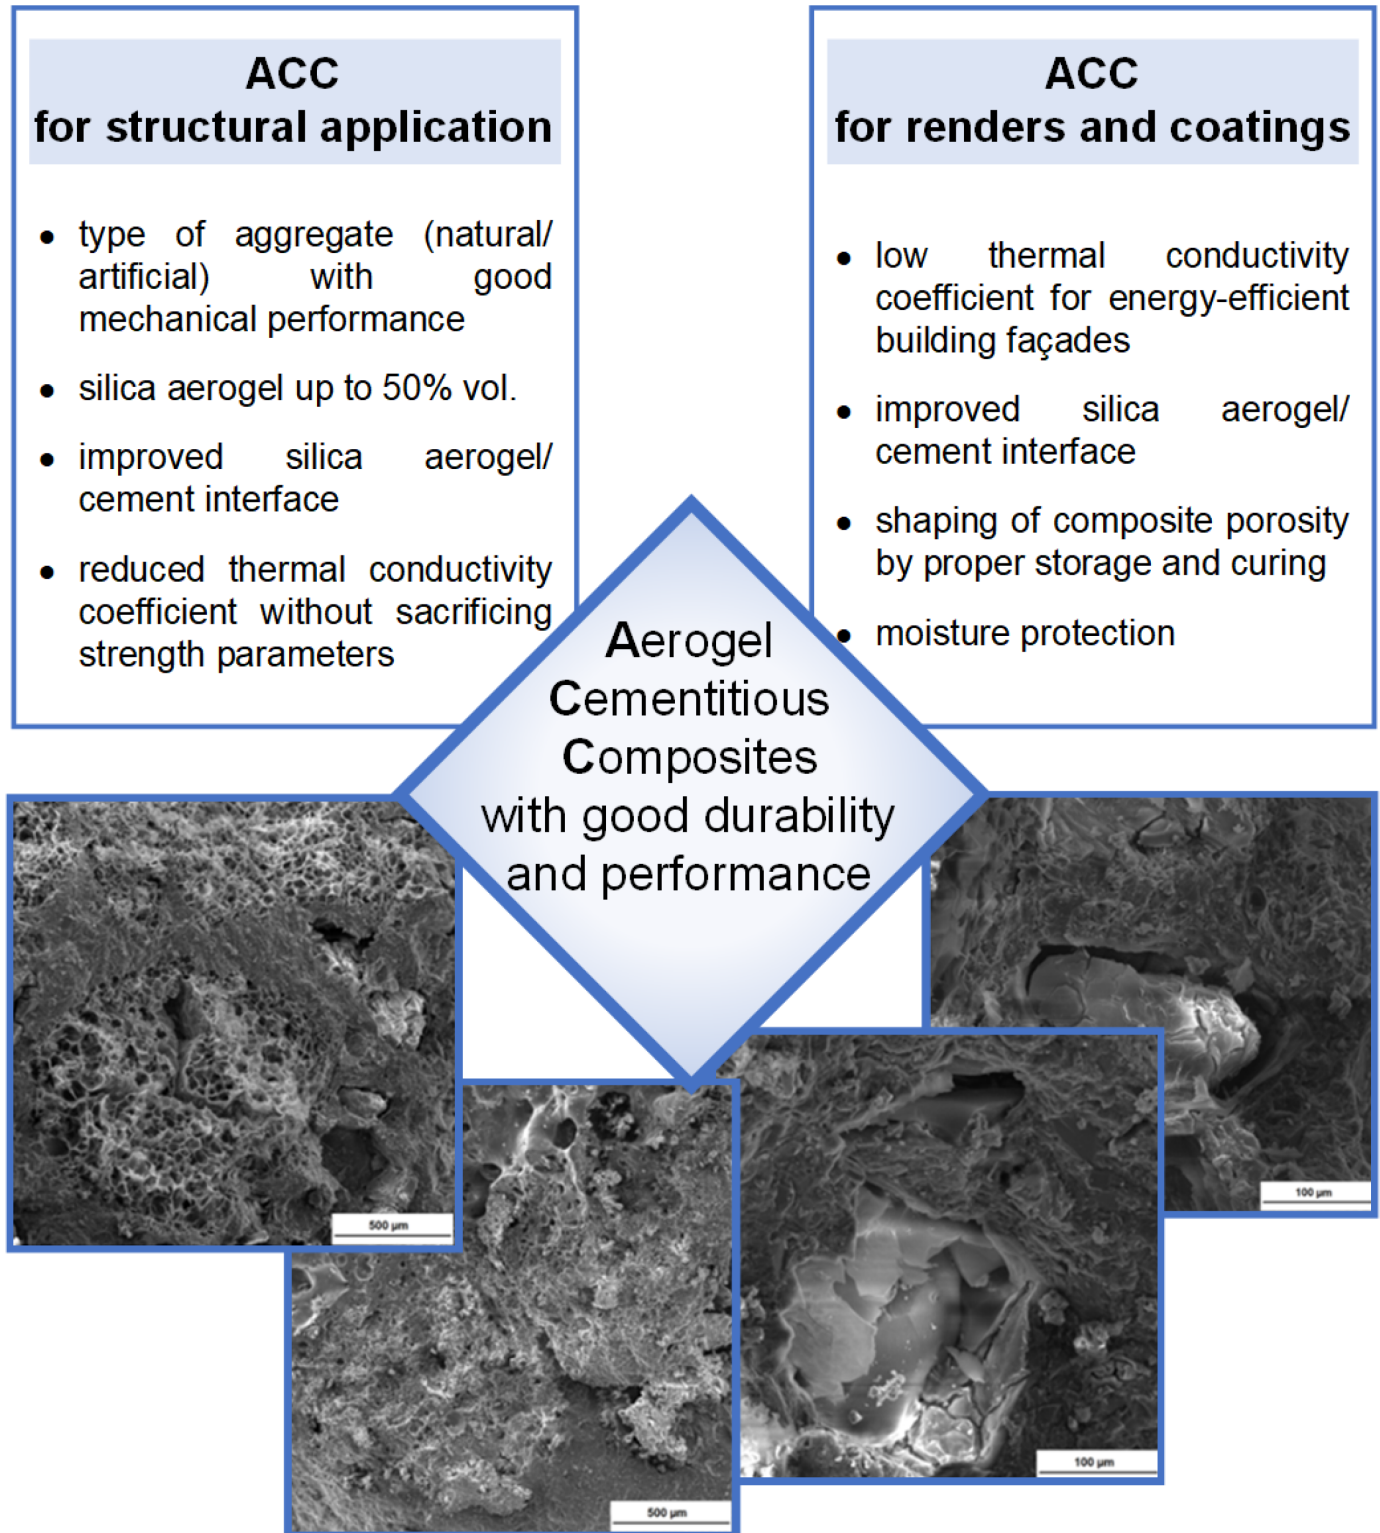 ACC
for structural application
● type of aggregate (natural/
artificial) with good
mechanical performance
● silica aerogel up to 50% vol.
● improved silica aerogel/
cement interface
● reduced thermal conductivity
coefficient without sacrificing
strength parameters
ACC
for renders and coatings
● low thermal conductivity
coefficient for energy-efficient
building façades
● improved silica aerogel/
cement interface
● shaping of composite porosity
by proper storage and curing
● moisture protection
Aerogel
Cementitious
Composites
with good durability
and performance
500 µm
500 µm
100 µm
100 µm